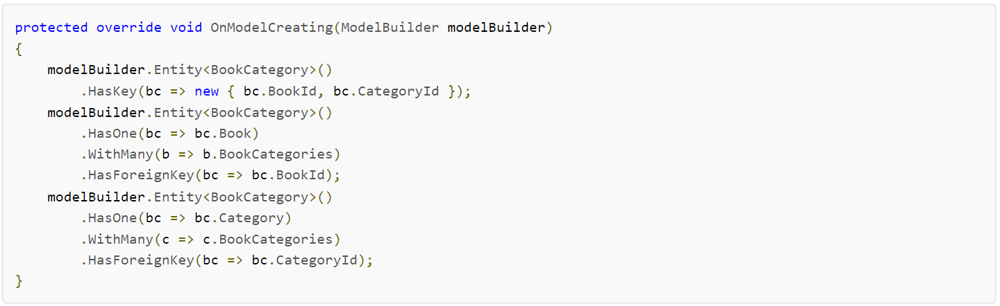 protected override void OnModelCreating(ModelBuilder modelBuilder)
{
    modelBuilder.Entity<BookCategory>()
        .HasKey(bc => new { bc.BookId, bc.CategoryId });
    modelBuilder.Entity<BookCategory>()
        .HasOne(bc => bc.Book)
        .WithMany(b => b.BookCategories)
        .HasForeignKey(bc => bc.BookId);
    modelBuilder.Entity<BookCategory>()
        .HasOne(bc => bc.Category)
        .WithMany(c => c.BookCategories)
        .HasForeignKey(bc => bc.CategoryId);
}